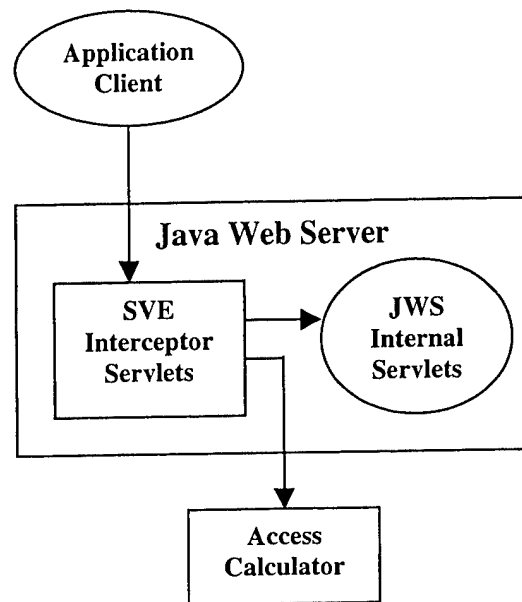 Application
Client
Java Web Server
SVE
Interceptor
Servlets
JWS
Internal
Servlets
Access
Calculator